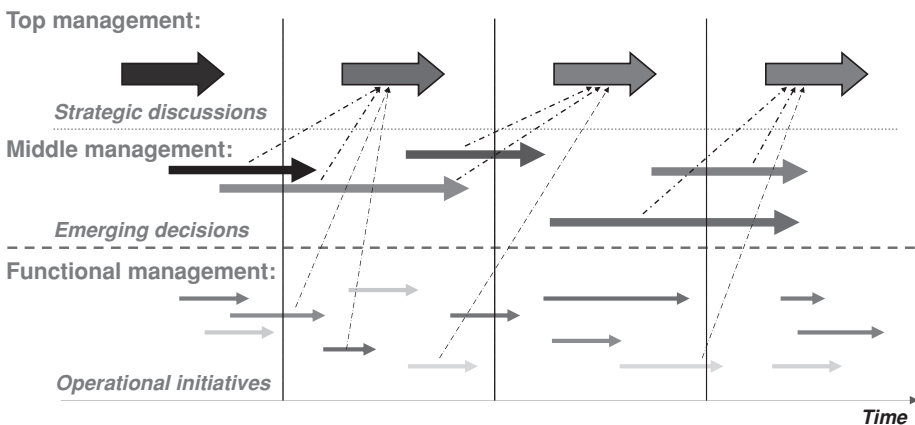 Top management:
Strategic discussions
Middle management:
Emerging decisions
Functional management:
Operational initiatives
Time